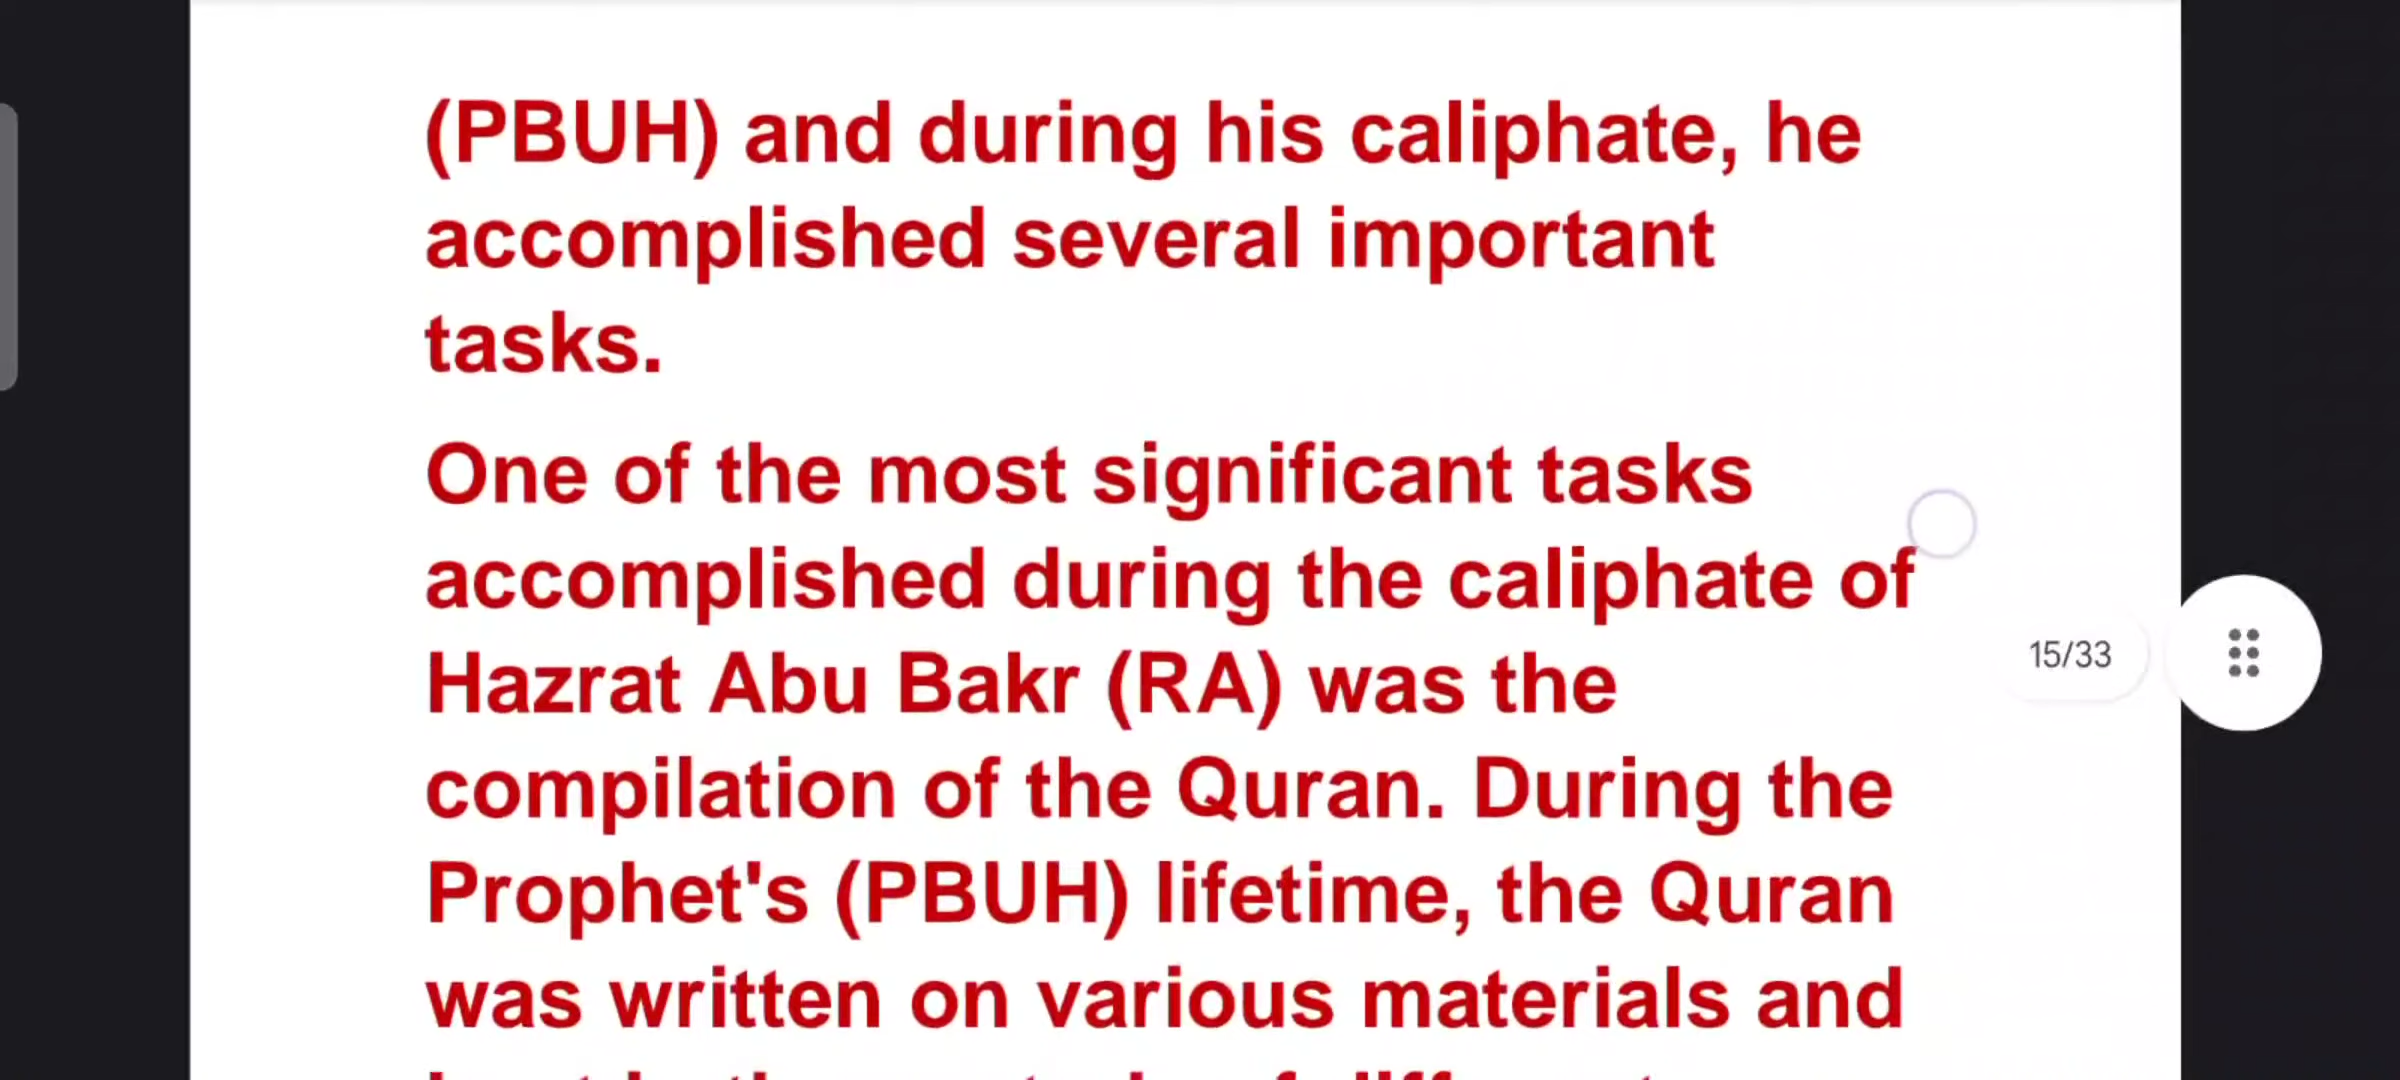 (PBUH) and during his caliphate, he
accomplished several important
tasks.
One of the most significant tasks
accomplished during the caliphate of
Hazrat Abu Bakr (RA) was the
compilation of the Quran. During the
Prophet's (PBUH) lifetime, the Quran
was written on various materials and
15/33